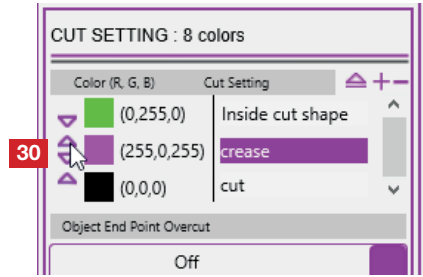 CUT SETTING : 8 colors
Color (R, G, B) Cut Setting
(0,255,0) Inside cut shape
30 (255,0,255) crease
(0,0,0) cut
Object End Point Overcut
Off